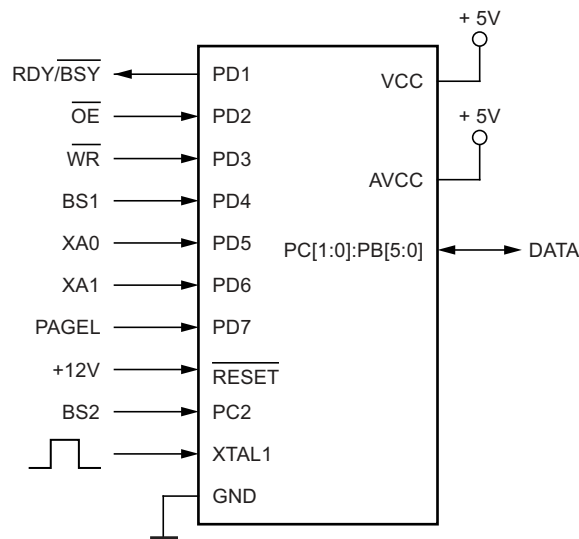 + 5V
RDY/BSY PD1 VCC
OE PD2 + 5V
WR PD3
BS1 PD4 AVCC
XA0 PD5 PC[1:0]:PB[5:0] DATA
XA1 PD6
PAGEL PD7
+12V RESET
BS2 PC2
XTAL1
GND